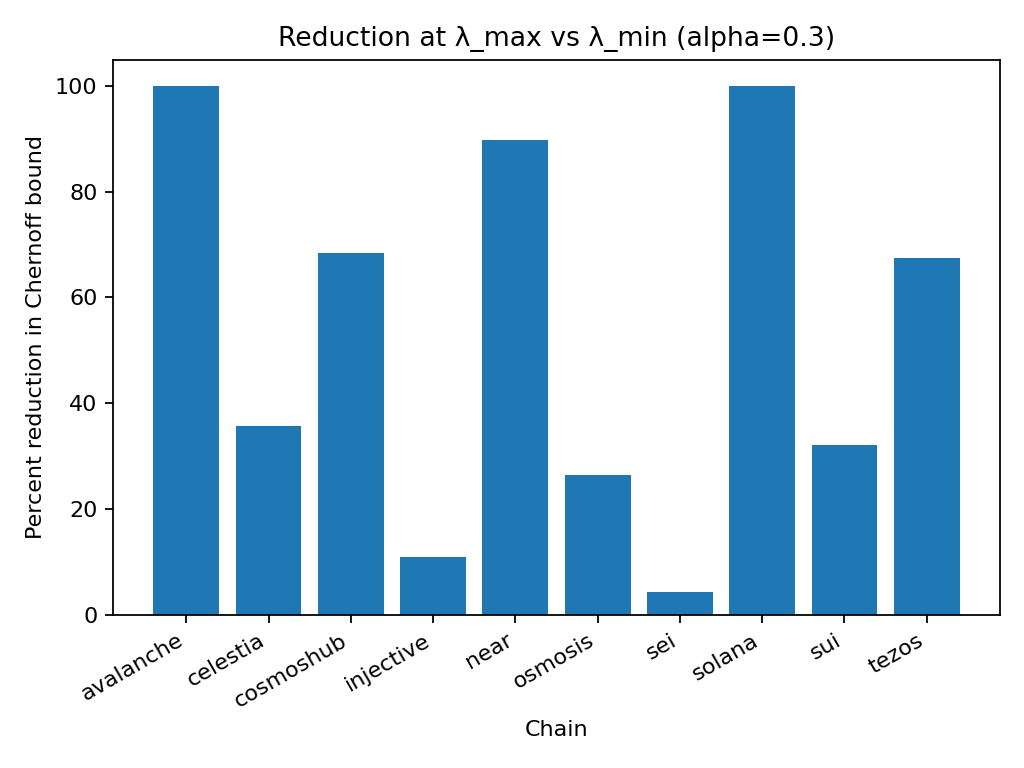 Reduction at λ_max vs λ_min (alpha=0.3)
Percent reduction in Chernoff bound
100
80
60
40
20
0
avalanche
celestia
cosmoshub
injective
near
osmosis
sei
solana
sui
tezos
Chain